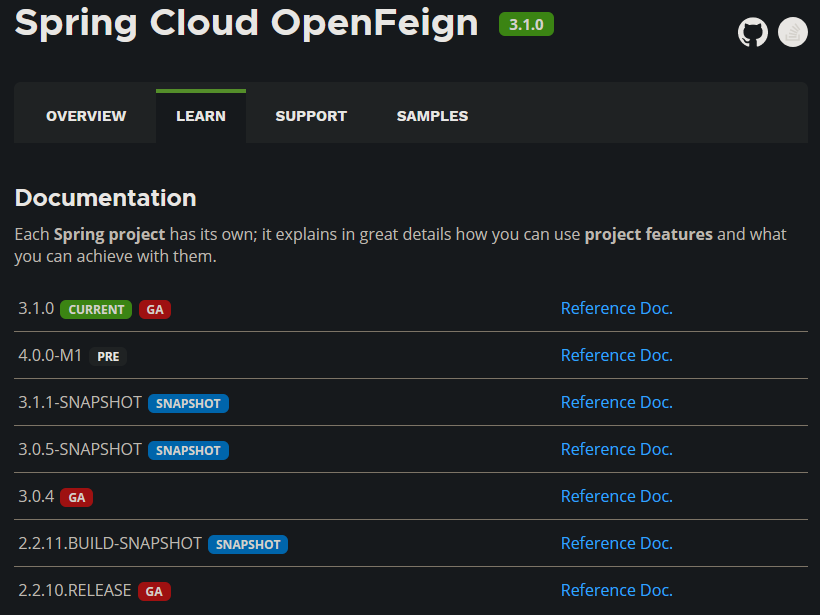 Spring Cloud OpenFeign 3.1.0
OVERVIEW LEARN SUPPORT SAMPLES
Documentation
Each Spring project has its own; it explains in great details how you can use project features and what
you can achieve with them.
3.1.0 CURRENT GA Reference Doc.
4.0.0-M1 PRE Reference Doc.
3.1.1-SNAPSHOT SNAPSHOT Reference Doc.
3.0.5-SNAPSHOT SNAPSHOT Reference Doc.
3.0.4 GA Reference Doc.
2.2.11.BUILD-SNAPSHOT SNAPSHOT Reference Doc.
2.2.10.RELEASE GA Reference Doc.